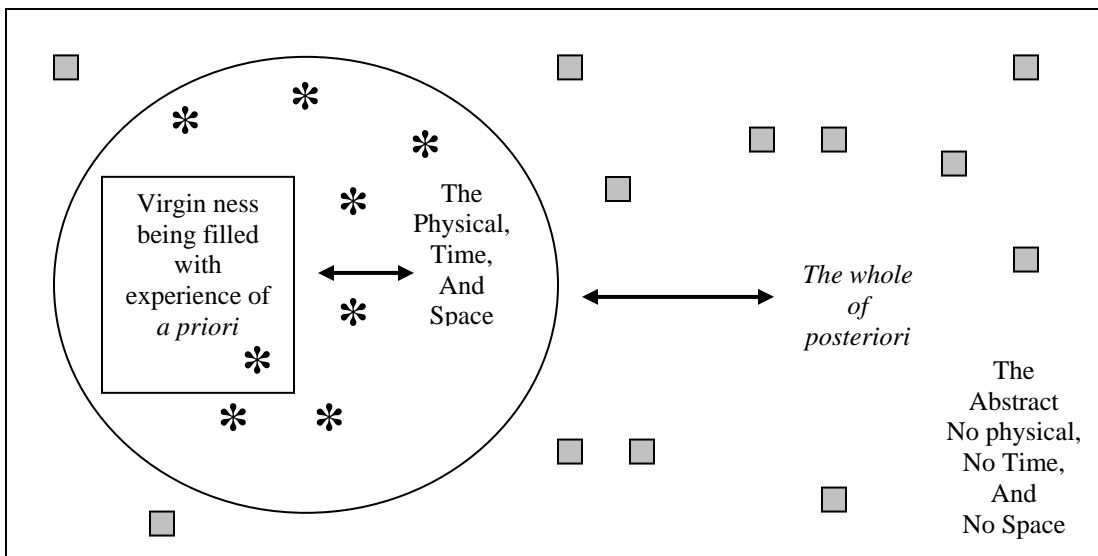 Virgin ness
being filled
with
experience of
a priori
The
Physical,
Time,
And
Space
The whole
of
posteriori
The
Abstract
No physical,
No Time,
And
No Space